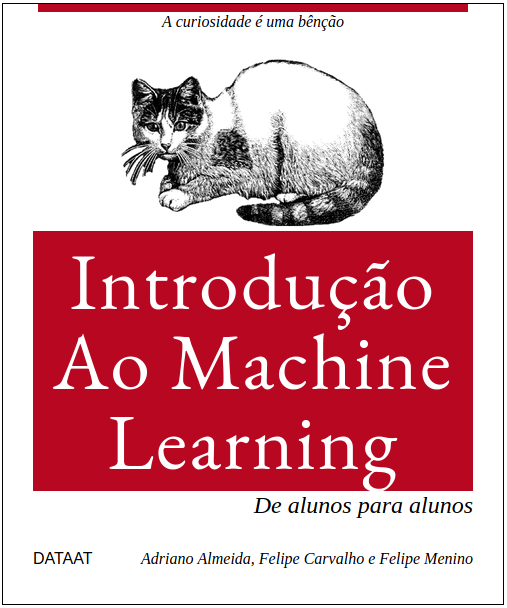 A curiosidade é uma bênção
Introdução
Ao Machine
Learning
De alunos para alunos
DATAAT Adriano Almeida, Felipe Carvalho e Felipe Menino